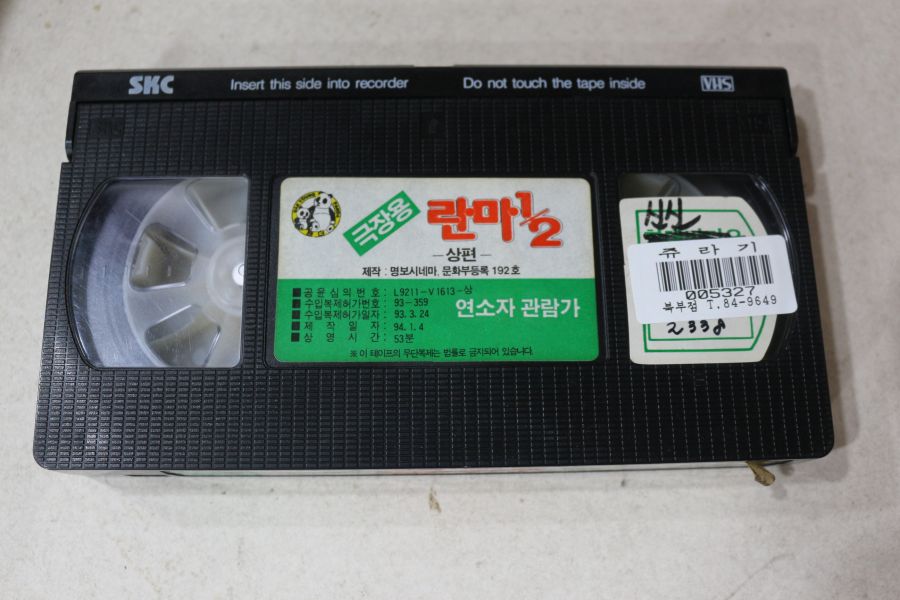 SKC Insert this side into recorder Do not touch the tape inside VHS
극장용
란마1/2
-상편-
제작 : 명보시네마, 문화부등록 192호
■공윤심의번호 : L9211-V1613-상
■수입복제허가번호 : 93-359
■수입복제허가일자 : 93.3.24
■제작일자 : 94.1.4
■상영시간 : 53분
연소자 관람가
※ 이 테이프의 무단복제는 법률로 금지되어 있습니다.
쥬라기
005327
북부점 T.84-9649
2338